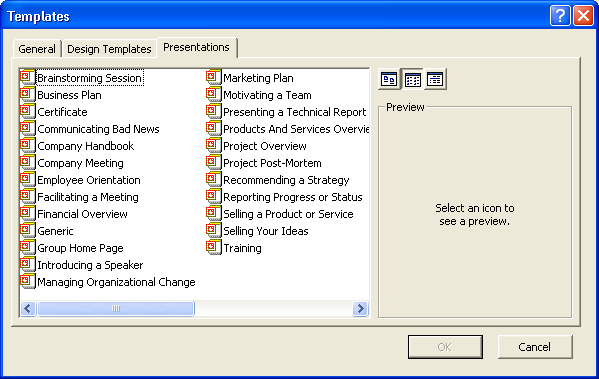 Templates
General
Design Templates
Presentations
Brainstorming Session
Business Plan
Certificate
Communicating Bad News
Company Handbook
Company Meeting
Employee Orientation
Facilitating a Meeting
Financial Overview
Generic
Group Home Page
Introducing a Speaker
Managing Organizational Change
Marketing Plan
Motivating a Team
Presenting a Technical Report
Products And Services Overvie
Project Overview
Project Post-Mortem
Recommending a Strategy
Reporting Progress or Status
Selling a Product or Service
Selling Your Ideas
Training
Preview
Select an icon to
see a preview.
OK
Cancel